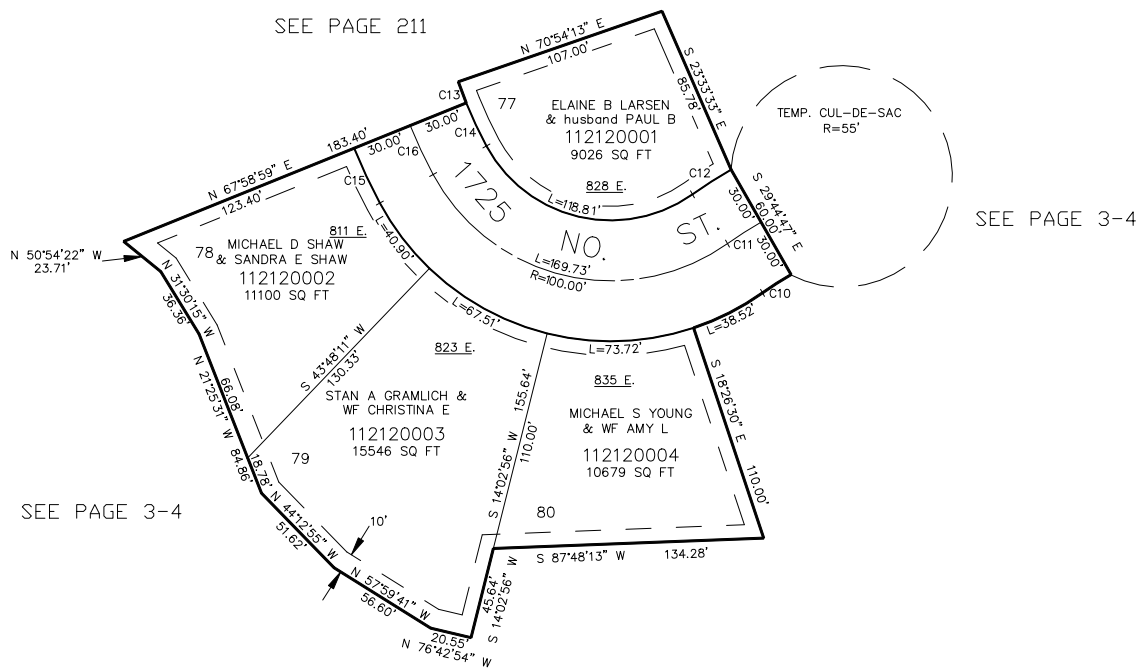 SEE PAGE 211
N 70°54'13" E
107.00'
S 23°33'33" E
85.78'
C13
77
ELAINE B LARSEN
& husband PAUL B
112120001
9026 SQ FT
828 E.
TEMP. CUL-DE-SAC
R=55'
183.40'
30.00'
30.00'
C14
C16
C15
C12
L=118.81'
1725 NO. ST.
30.00'
60.00'
S 29°44'47" E
30.00'
C11
C10
SEE PAGE 3-4
N 67°58'59" E
123.40'
N 50°54'22" W
23.71'
78
MICHAEL D SHAW
& SANDRA E SHAW
112120002
11100 SQ FT
811 E.
L=40.90'
L=169.73'
R=100.00'
N 31°30'15" W
36.36'
L=67.51'
L=73.72'
L=38.52'
S 43°48'11" W
130.33'
823 E.
835 E.
N 21°25'31" W
66.08'
84.86'
18.78'
STAN A GRAMLICH &
WF CHRISTINA E
112120003
15546 SQ FT
79
155.64'
S 14°02'56" W
110.00'
MICHAEL S YOUNG
& WF AMY L
112120004
10679 SQ FT
80
S 18°26'30" E
110.00'
SEE PAGE 3-4
N 44°12'55" W
51.62'
10'
S 87°48'13" W
134.28'
N 57°59'41" W
56.60'
45.64'
S 14°02'56" W
20.55'
N 76°42'54" W